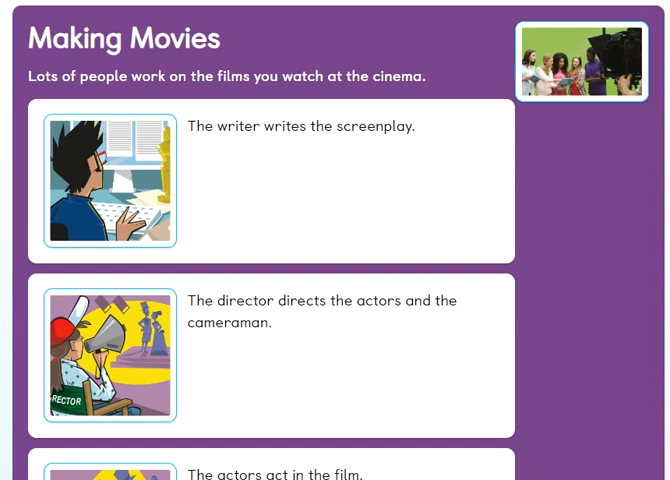 Making Movies
Lots of people work on the films you watch at the cinema.
The writer writes the screenplay.
The director directs the actors and the
cameraman.
RECTOR
The actors act in the film.